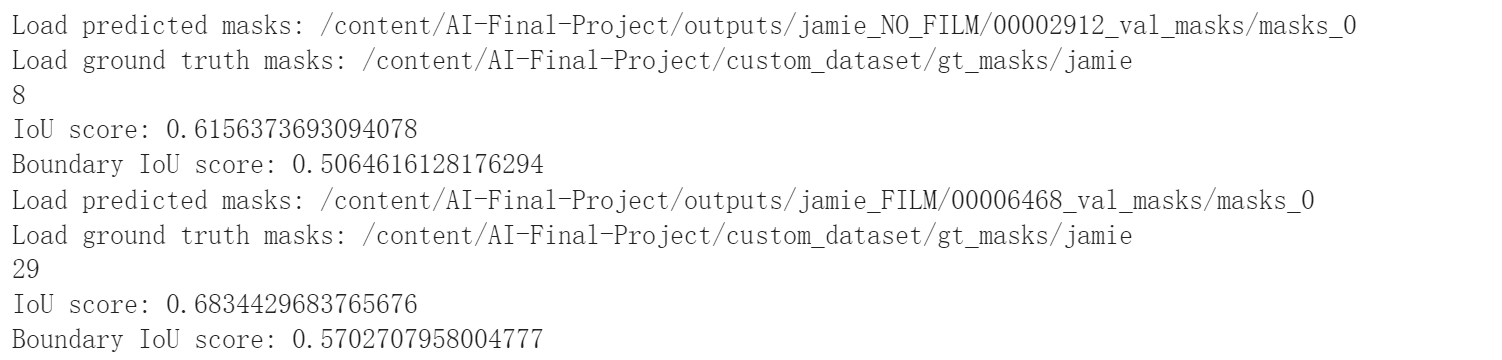 Load predicted masks: /content/AI-Final-Project/outputs/jamie_NO_FILM/00002912_val_masks/masks_0
Load ground truth masks: /content/AI-Final-Project/custom_dataset/gt_masks/jamie
8
IoU score: 0.6156373693094078
Boundary IoU score: 0.5064616128176294
Load predicted masks: /content/AI-Final-Project/outputs/jamie_FILM/00006468_val_masks/masks_0
Load ground truth masks: /content/AI-Final-Project/custom_dataset/gt_masks/jamie
29
IoU score: 0.6834429683765676
Boundary IoU score: 0.5702707958004777